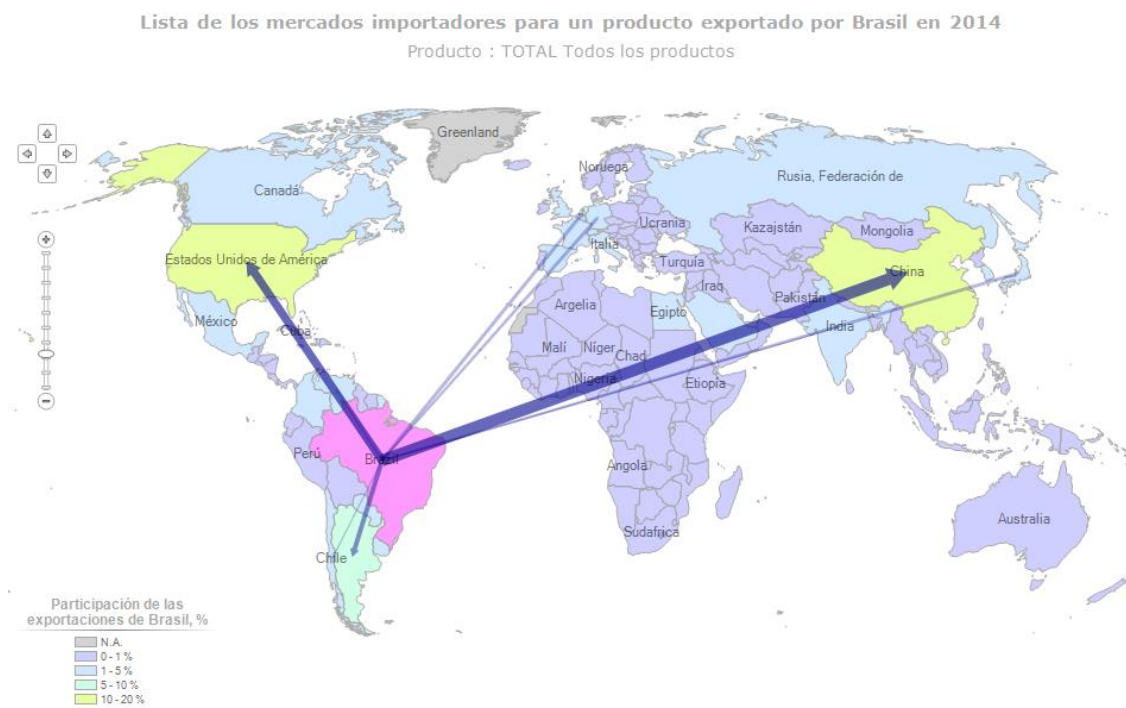 Lista de los mercados importadores para un producto exportado por Brasil en 2014
Producto : TOTAL Todos los productos
Greenland
Noruega
Canadá
Rusia, Federación de
Ucrania
Kazajstán
Mongolia
Italia
Estados Unidos de América
Turquía
China
Iraq
Pakistán
Argelia
Egipto
México
India
Cuba
Malí
Níger
Chad
Nigeria
Etiopía
Perú
Brazil
Angola
Australia
Sudafrica
Chile
Participación de las
exportaciones de Brasil, %
N.A.
0 - 1 %
1 - 5 %
5 - 10 %
10 - 20 %